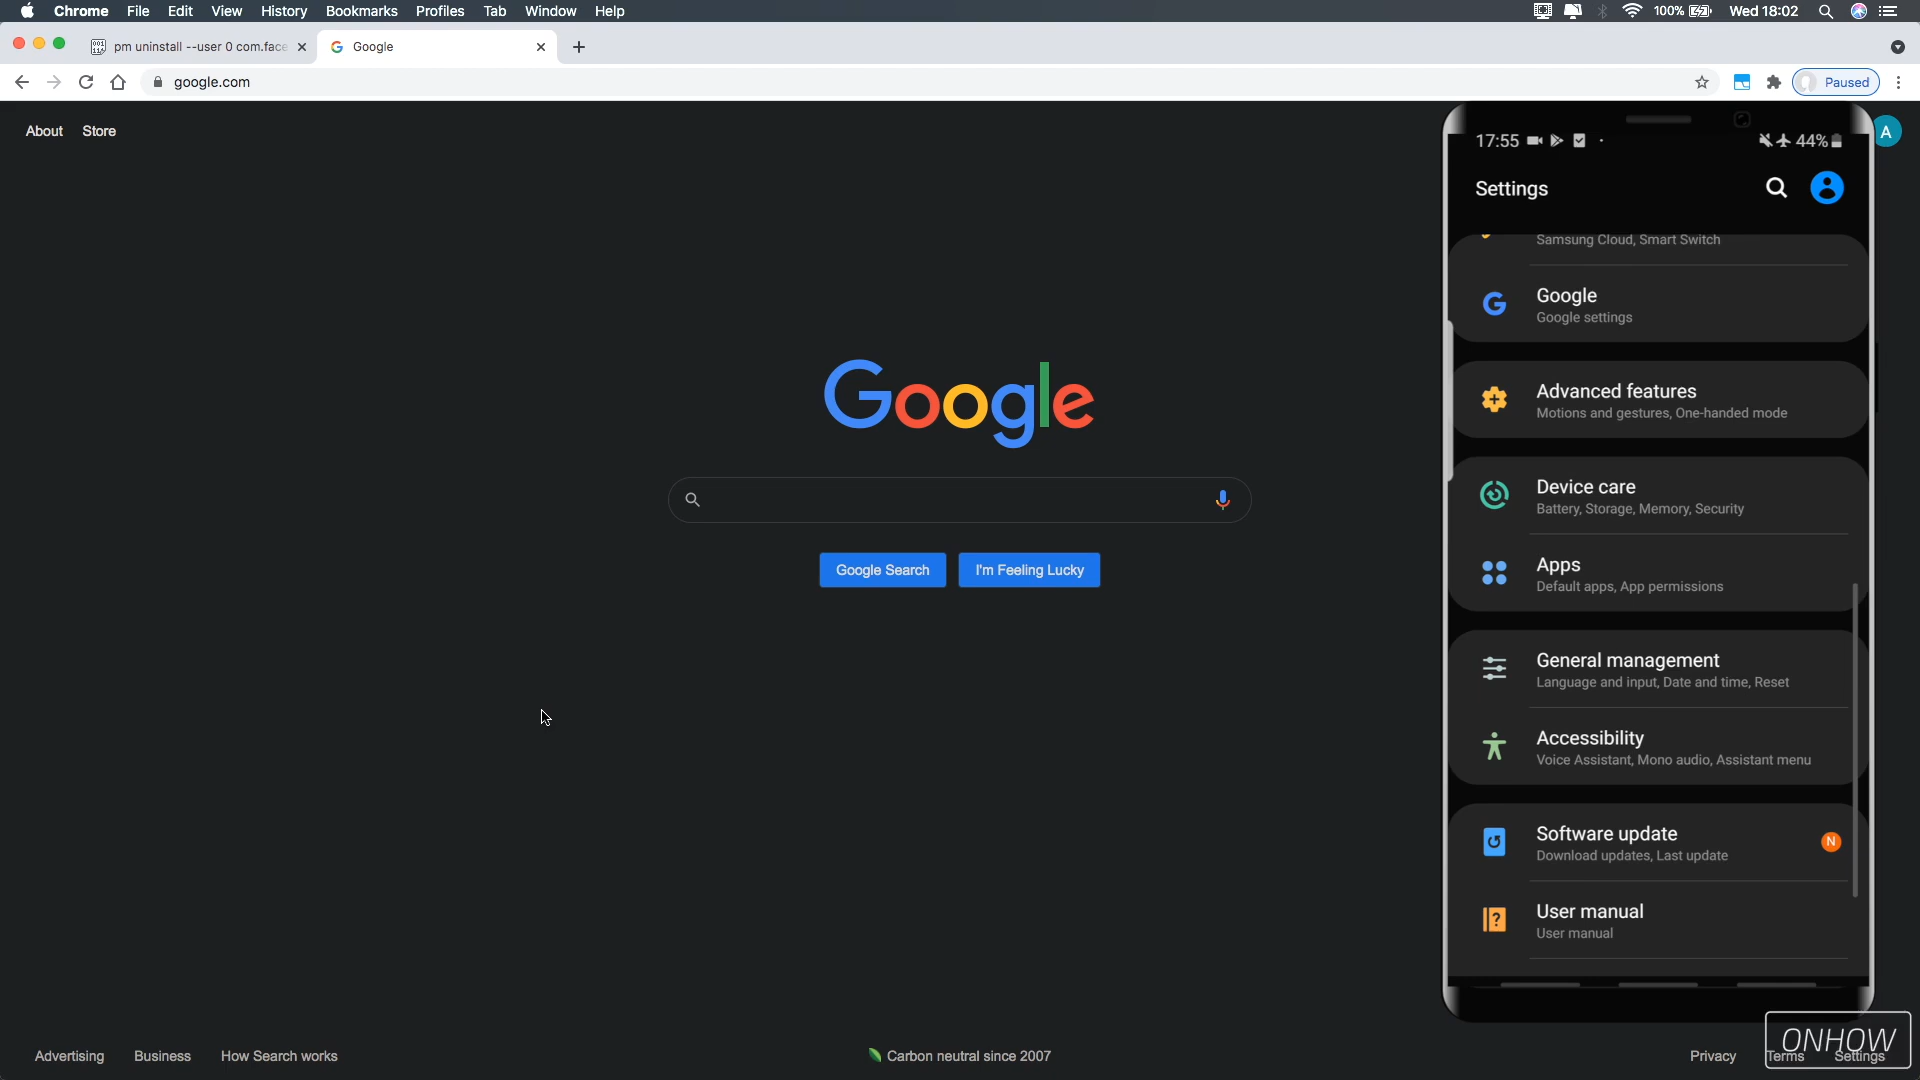 Chrome File Edit View History Bookmarks Profiles Tab Window Help 100% Wed 18:02
pm uninstall --user 0 com.face Google
google.com Paused
About Store A
17:55 44%
Settings
Samsung Cloud, Smart Switch
Google
Google settings
Advanced features
Motions and gestures, One-handed mode
Device care
Battery, Storage, Memory, Security
Apps
Default apps, App permissions
General management
Language and input, Date and time, Reset
Accessibility
Voice Assistant, Mono audio, Assistant menu
Software update N
Download updates, Last update
User manual
User manual
Google
Google Search I'm Feeling Lucky
Advertising Business How Search works Carbon neutral since 2007 Privacy Terms Settings
ONHOW